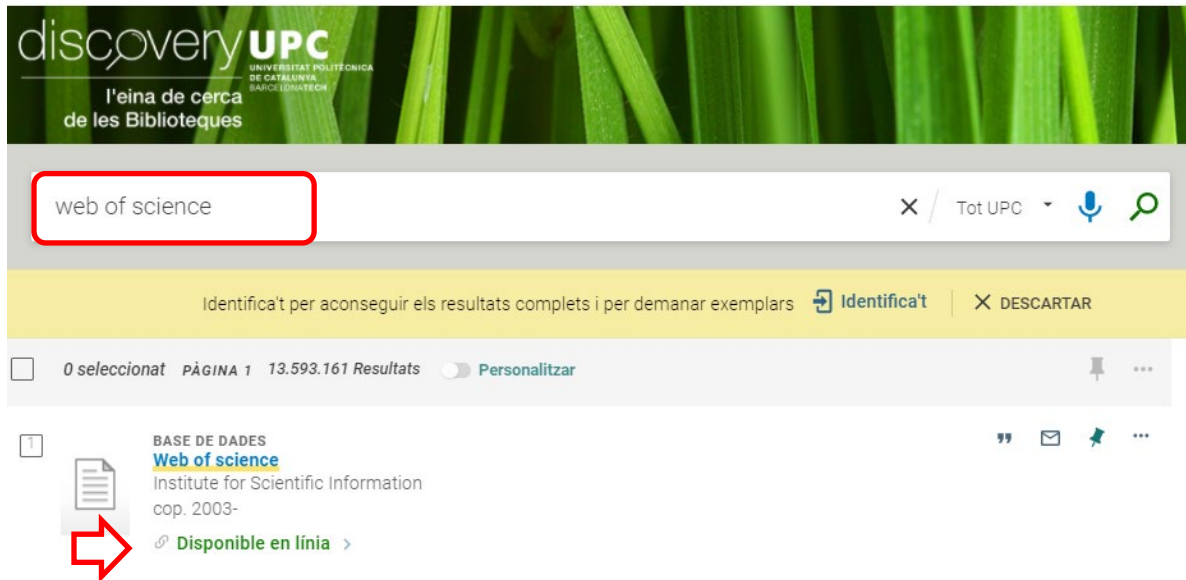 discovery UPC
UNIVERSITAT POLITÈCNICA
DE CATALUNYA
BARCELONATECH
l'eina de cerca
de les Biblioteques
web of science
Tot UPC
Identifica't per aconseguir els resultats complets i per demanar exemplars Identifica't DESCARTAR
0 seleccionat PÀGINA 1 13.593.161 Resultats Personalitzar
1
BASE DE DADES
Web of science
Institute for Scientific Information
cop. 2003-
Disponible en línia